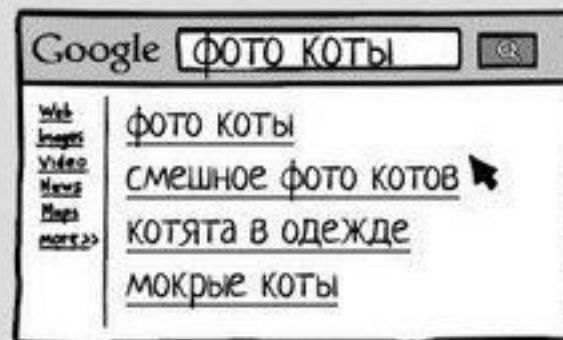 Google фото коты
Web
Images
Video
News
Maps
more >>
фото коты
смешное фото котов
котята в одежде
мокрые коты